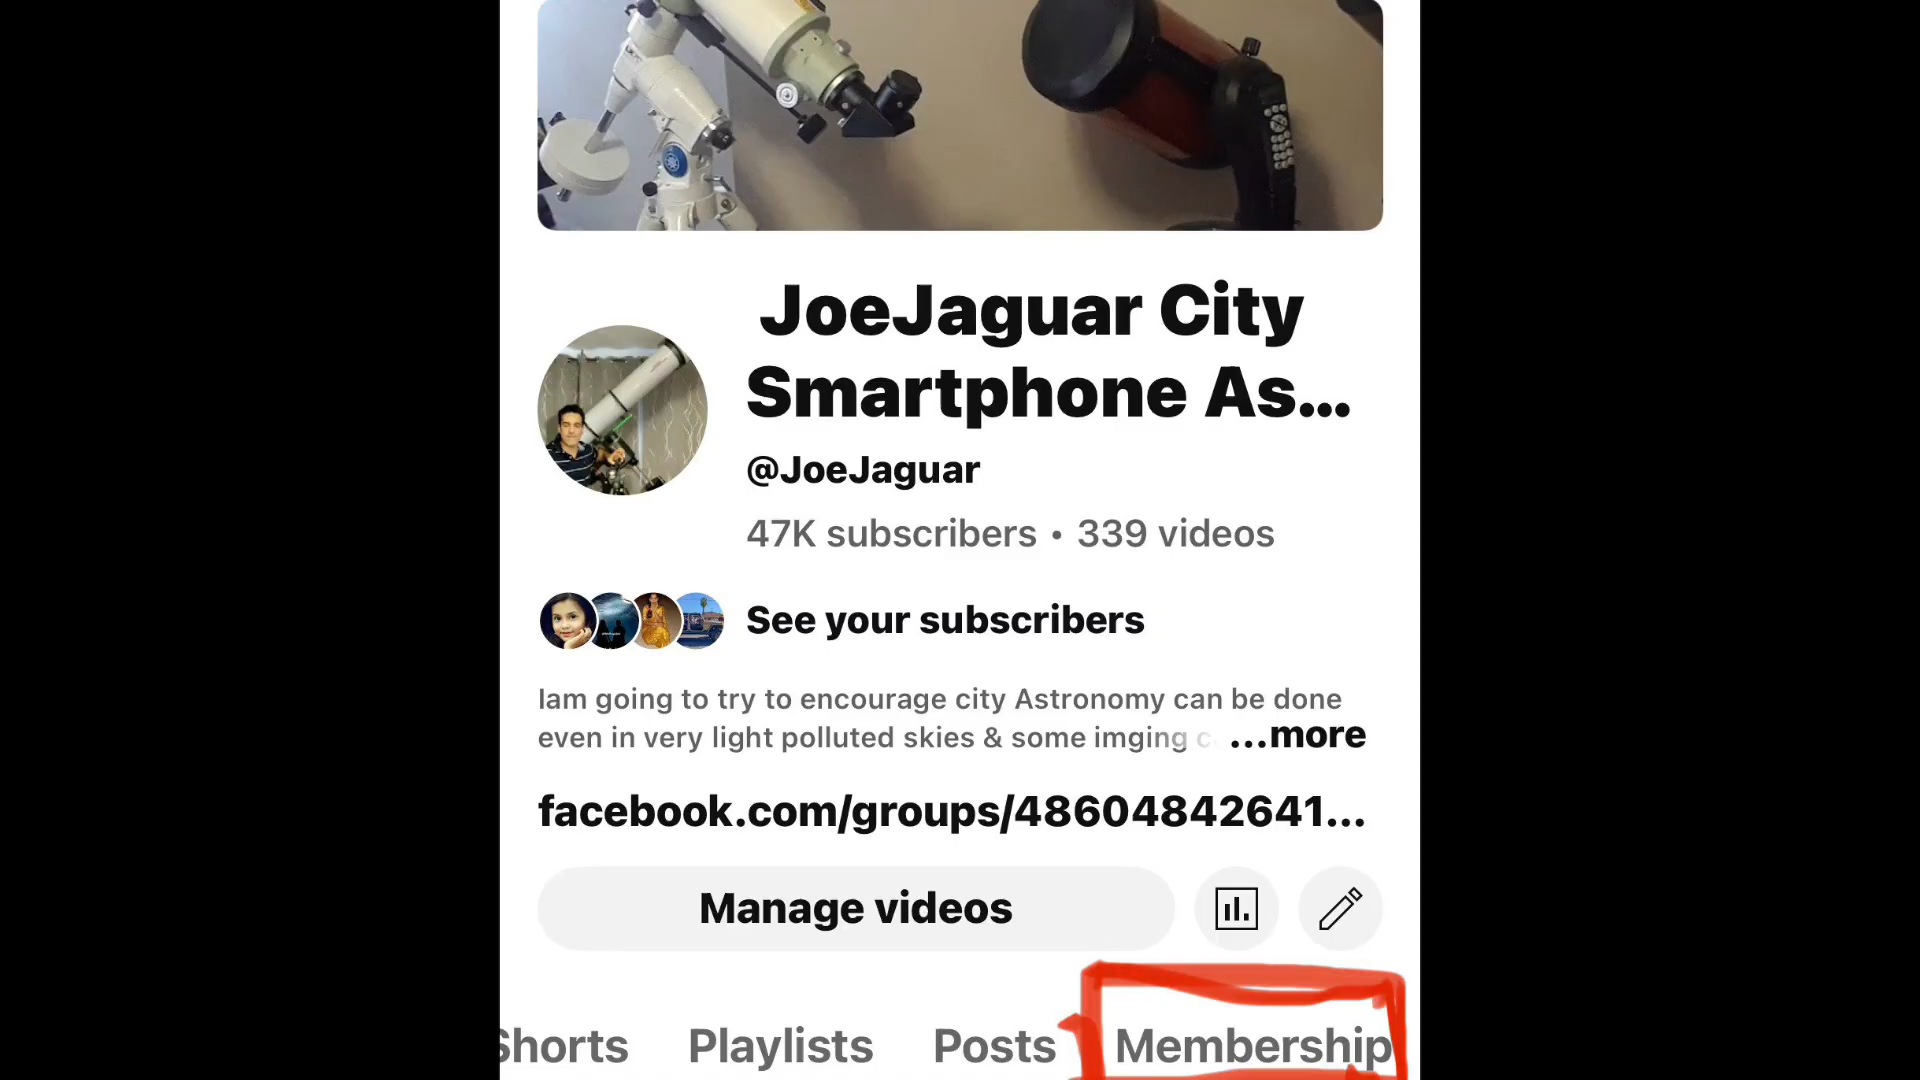 JoeJaguar City
Smartphone As...
@JoeJaguar
47K subscribers • 339 videos
See your subscribers
Iam going to try to encourage city Astronomy can be done
even in very light polluted skies & some imging ...more
facebook.com/groups/48604842641...
Manage videos
Shorts Playlists Posts Membership